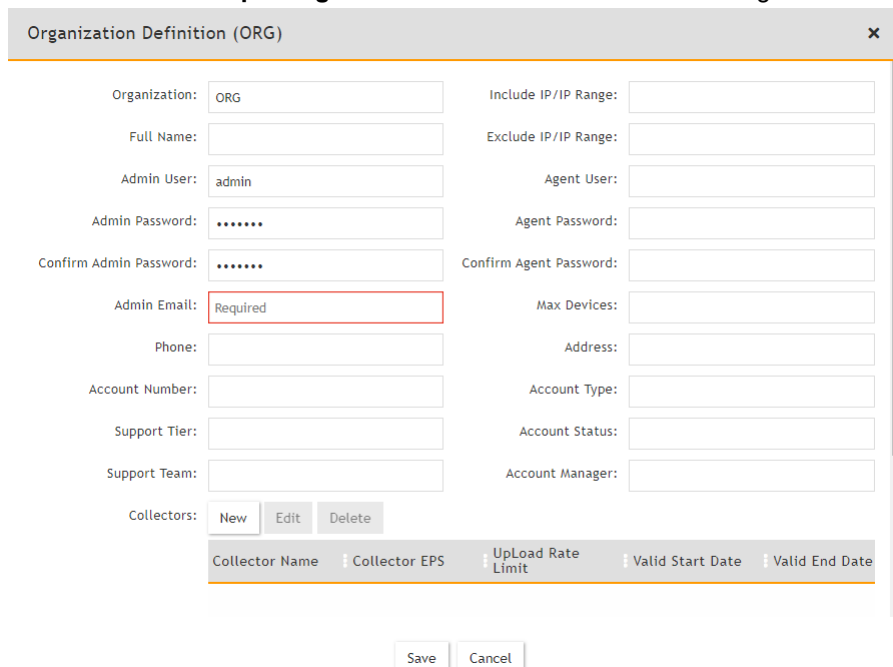 Organization Definition (ORG) ×
Organization: ORG Include IP/IP Range:
Full Name: Exclude IP/IP Range:
Admin User: admin Agent User:
Admin Password: ••••••• Agent Password:
Confirm Admin Password: ••••••• Confirm Agent Password:
Admin Email: Required Max Devices:
Phone: Address:
Account Number: Account Type:
Support Tier: Account Status:
Support Team: Account Manager:
Collectors: New Edit Delete
Collector Name Collector EPS UpLoad Rate Limit Valid Start Date Valid End Date
Save Cancel